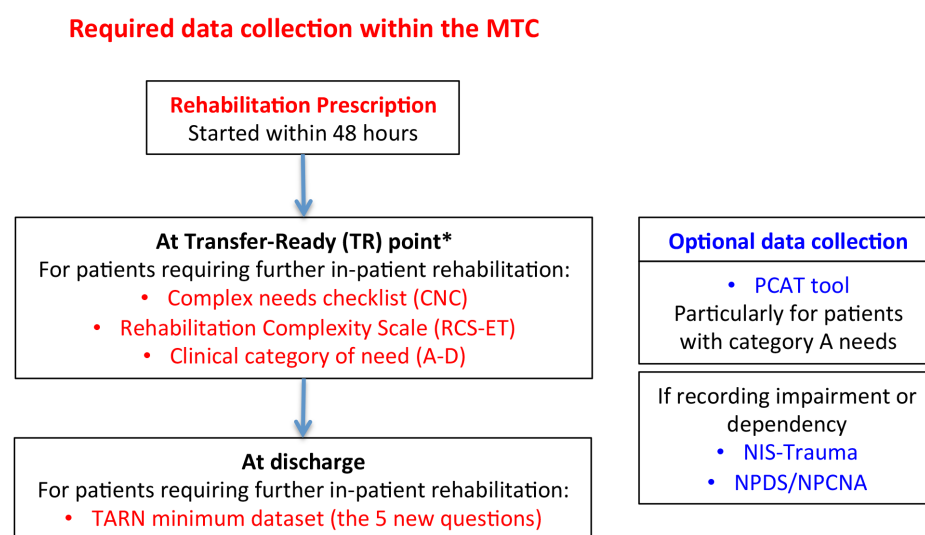 Required data collection within the MTC
Rehabilitation Prescription
Started within 48 hours
At Transfer-Ready (TR) point*
For patients requiring further in-patient rehabilitation:
• Complex needs checklist (CNC)
• Rehabilitation Complexity Scale (RCS-ET)
• Clinical category of need (A-D)
At discharge
For patients requiring further in-patient rehabilitation:
• TARN minimum dataset (the 5 new questions)
Optional data collection
• PCAT tool
Particularly for patients
with category A needs
If recording impairment or
dependency
• NIS-Trauma
• NPDS/NPCNA